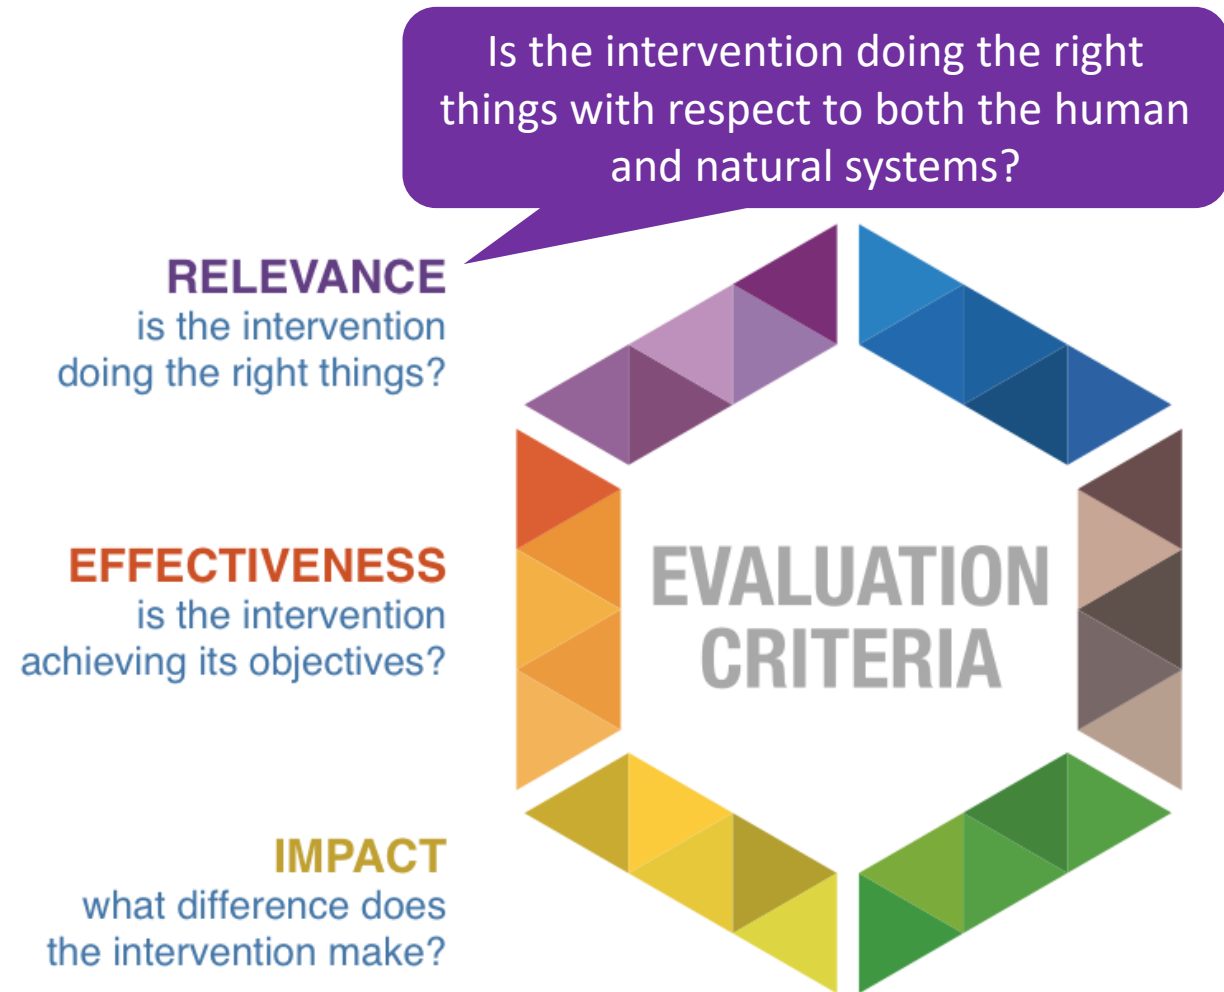 Is the intervention doing the right
things with respect to both the human
and natural systems?
RELEVANCE
is the intervention
doing the right things?
EFFECTIVENESS
is the intervention
achieving its objectives?
EVALUATION
CRITERIA
IMPACT
what difference does
the intervention make?